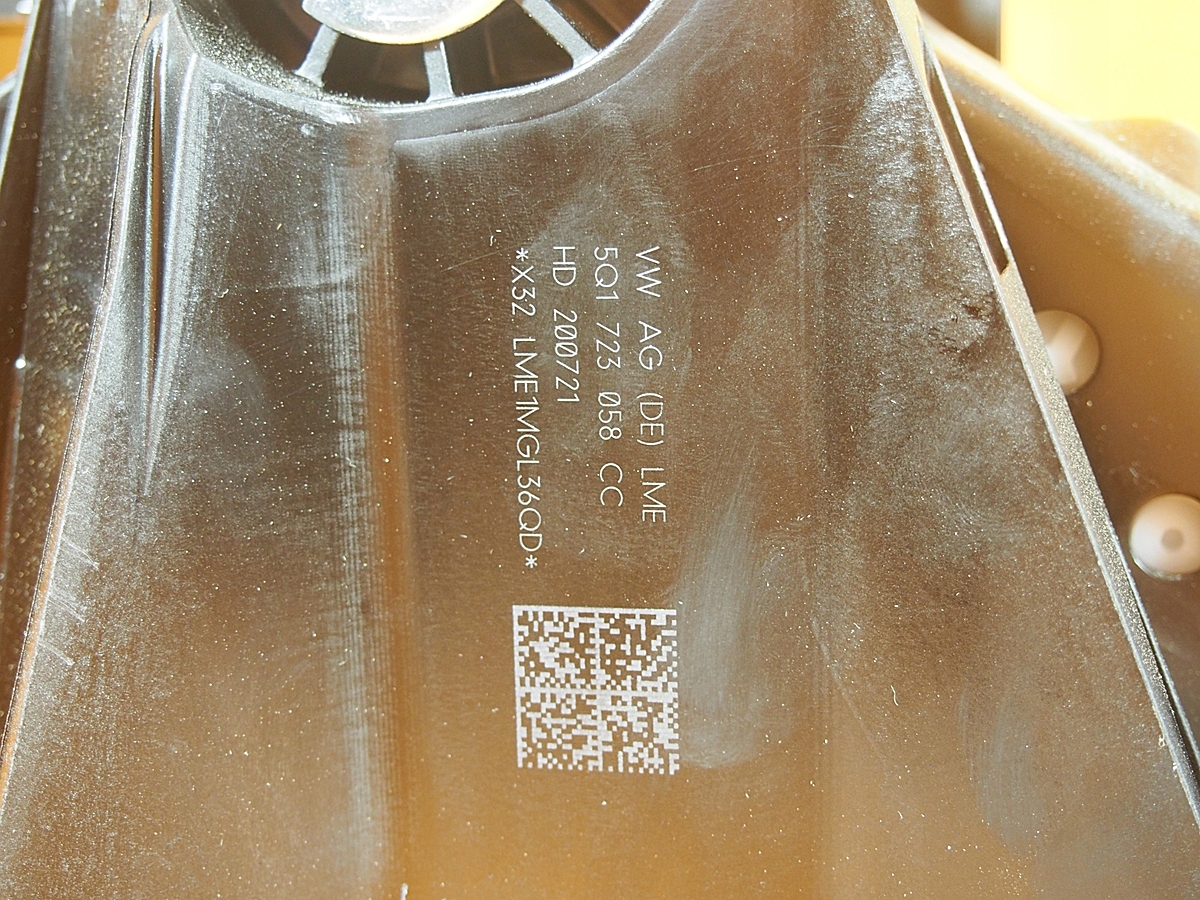 VW AG (DE) LME
5Q1 723 058 CC
HD 200721
*X32 LME1MGL36QD*